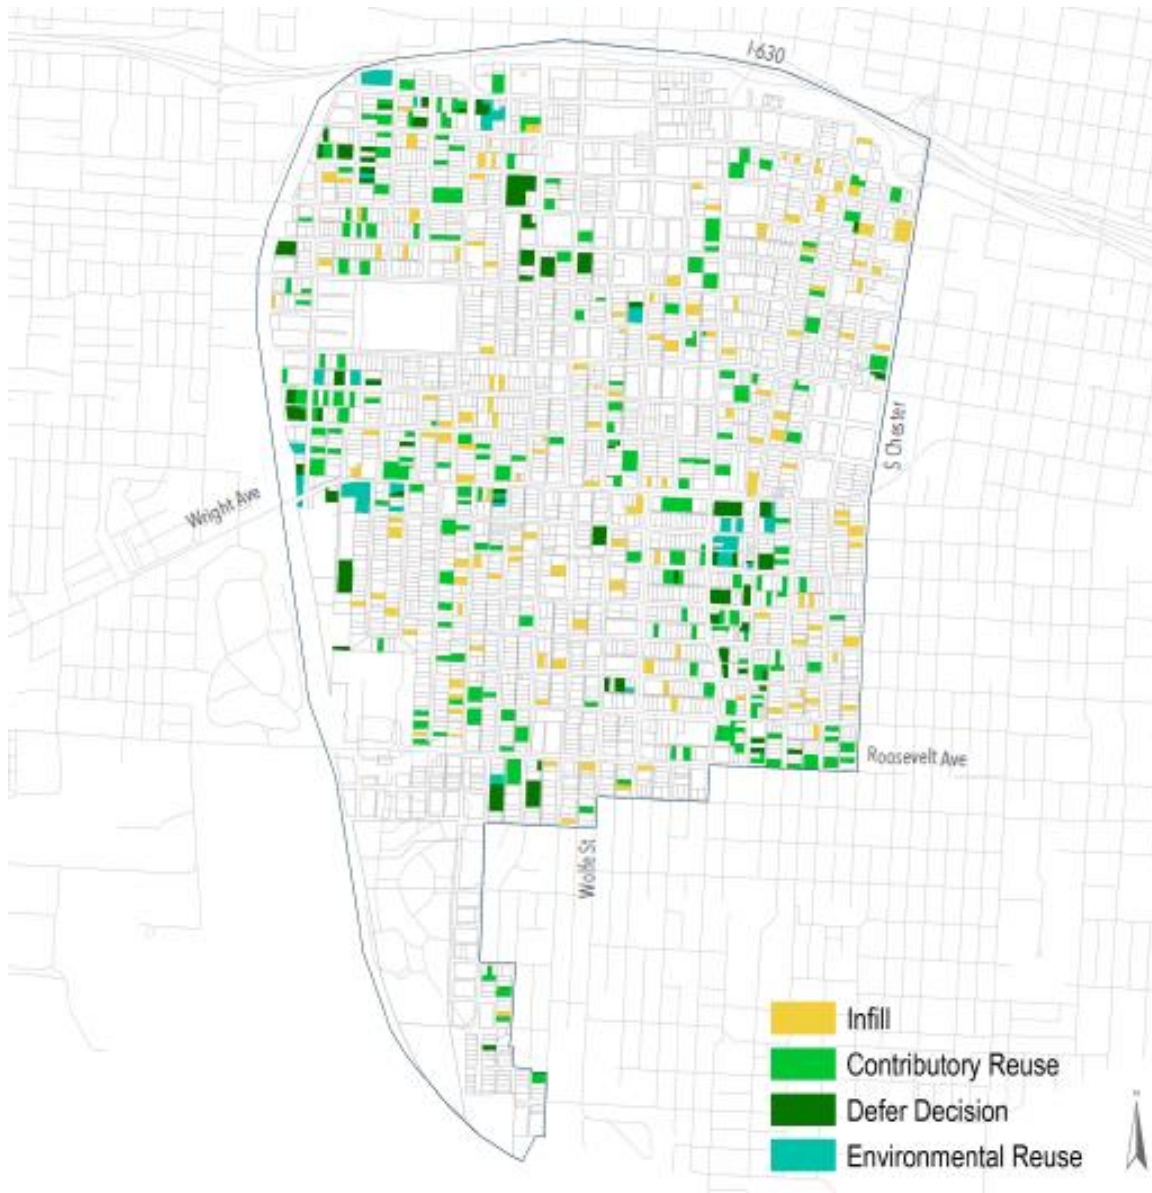 I-630
S Chester
Wright Ave
Roosevelt Ave
Wolfe St
Infill
Contributory Reuse
Defer Decision
Environmental Reuse
N